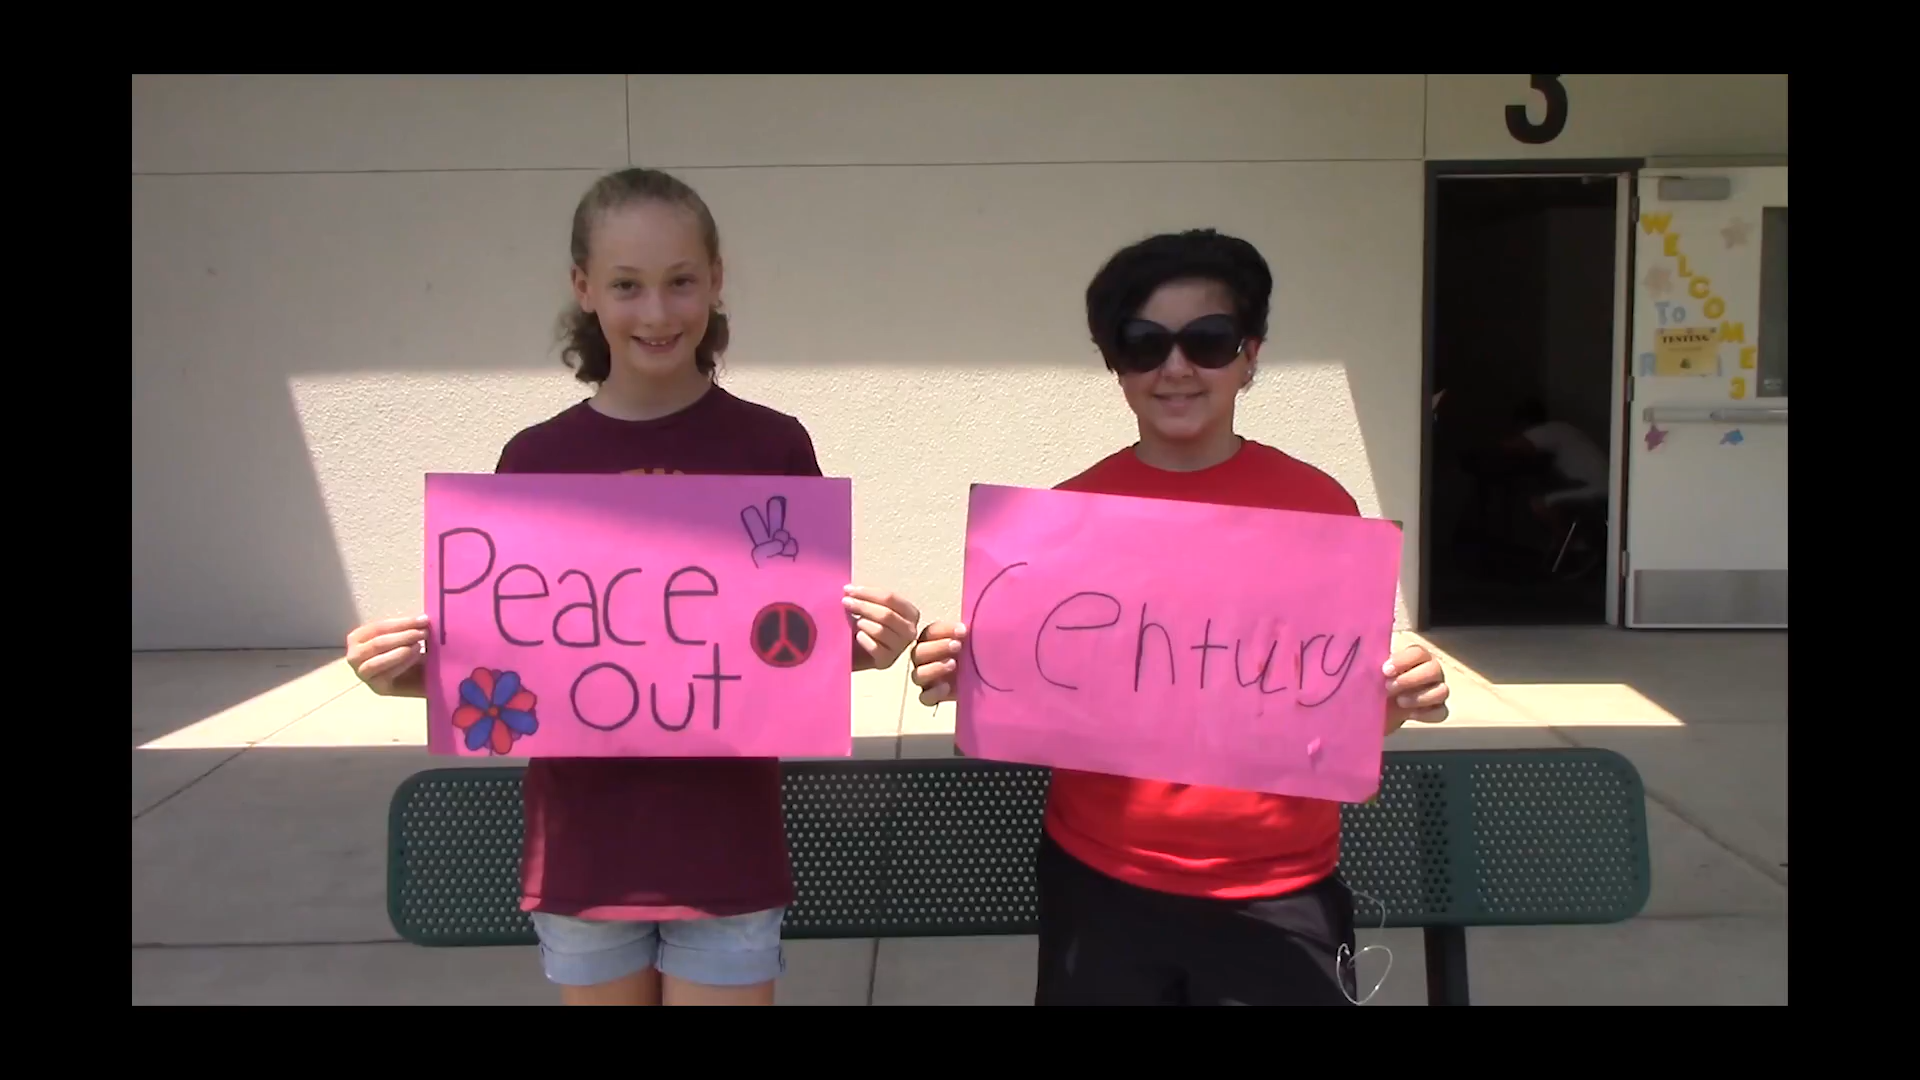 3
WELCOME
To
TESTING
R
3
Peace
Out
Century